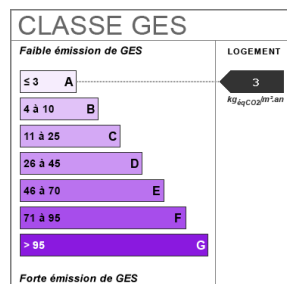 CLASSE GES
Faible émission de GES
LOGEMENT
≤ 3 A
3
kgéqCO2/m².an
4 à 10 B
11 à 25 C
26 à 45 D
46 à 70 E
71 à 95 F
> 95 G
Forte émission de GES